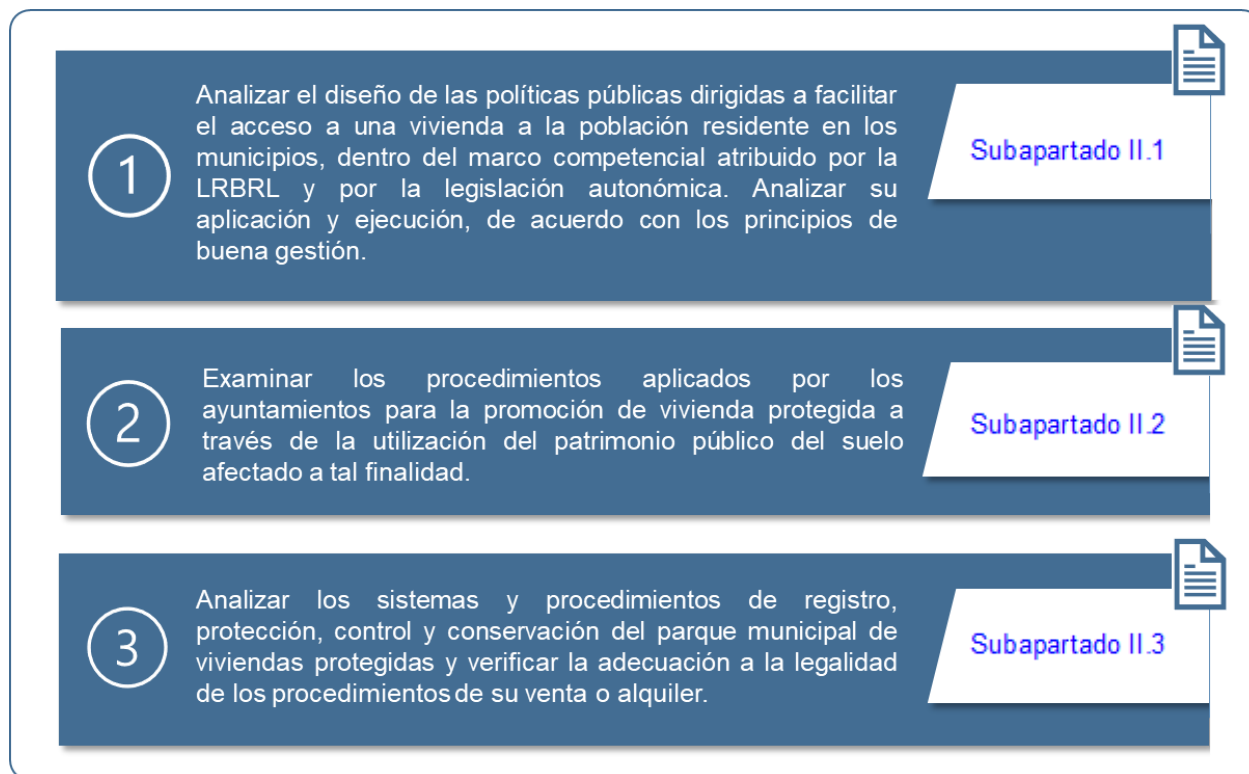 Analizar el diseño de las políticas públicas dirigidas a facilitar
el acceso a una vivienda a la población residente en los
1
municipios, dentro del marco competencial atribuido por la
LRBRL y por la legislación autonómica. Analizar su
aplicación y ejecución, de acuerdo con los principios de
buena gestión.
Subapartado II.1
2
Examinar los procedimientos aplicados por los
ayuntamientos para la promoción de vivienda protegida a
través de la utilización del patrimonio público del suelo
afectado a tal finalidad.
Subapartado II.2
3
Analizar los sistemas y procedimientos de registro,
protección, control y conservación del parque municipal de
viviendas protegidas y verificar la adecuación a la legalidad
de los procedimientos de su venta o alquiler.
Subapartado II.3